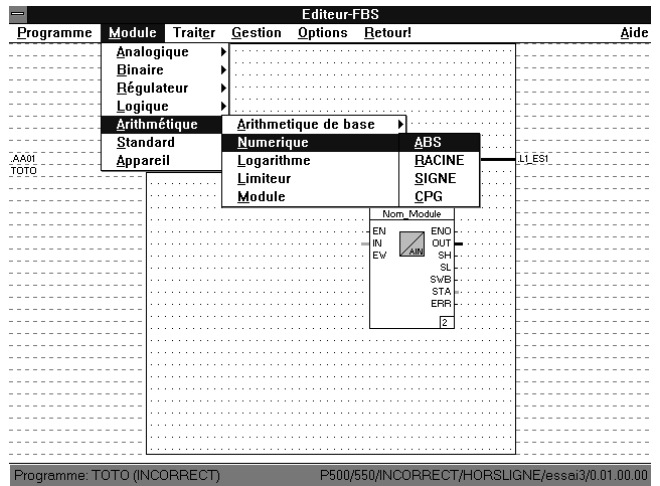 Editeur-FBS
Programme Module Traiter Gestion Options Retour! Aide
Analogique
Binaire
Régulateur
Logique
Arithmétique
Standard
Appareil
Arithmetique de base
Numerique
Logarithme
Limiteur
Module
ABS
RACINE
SIGNE
CPG
.AA01
TOTO
.L1_ES1
Nom_Module
EN ENO
IN AIN OUT
EW SH
SL
SWB
STA
ERR
2
Programme: TOTO (INCORRECT) P500/550/INCORRECT/HORSLIGNE/essai3/0.01.00.00